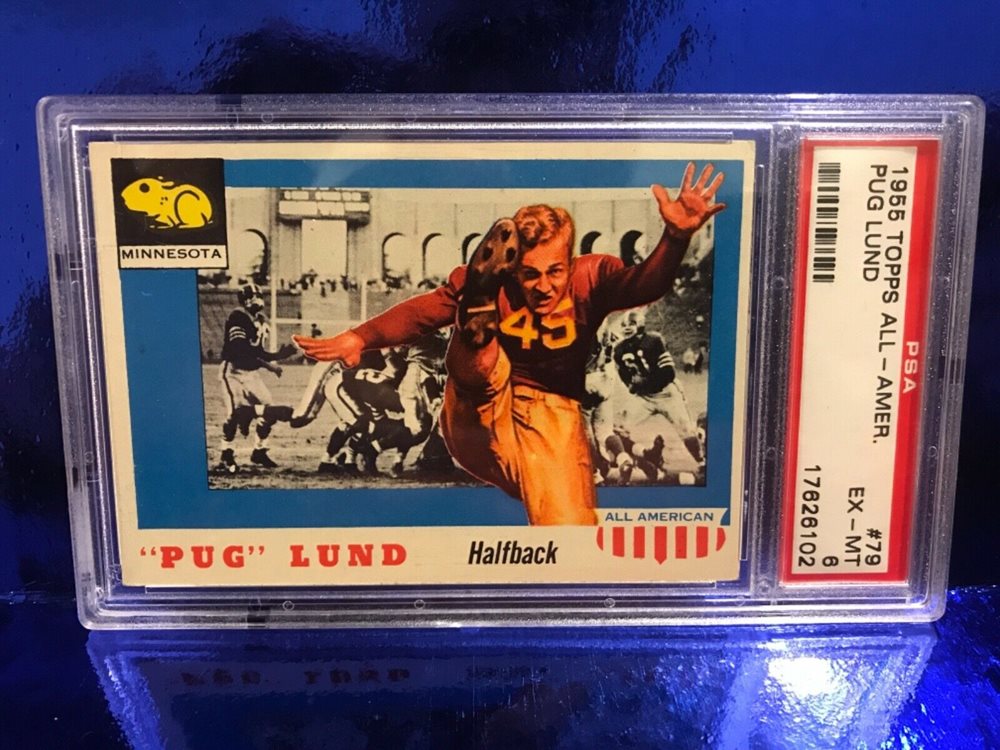 MINNESOTA
45
61
ALL AMERICAN
“PUG” LUND
Halfback
PSA
1955 TOPPS ALL-AMER. #79
PUG LUND EX-MT
6
17626102